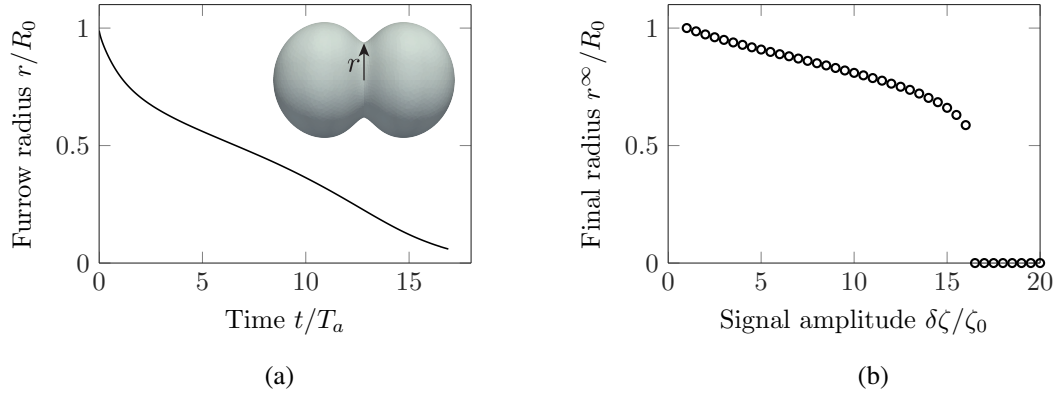 1
0.5
0
0
5
10
15
Furrow radius r/R₀
Time t/Tₐ
r
(a)
1
0.5
0
0
5
10
15
20
Final radius r^∞/R₀
Signal amplitude δζ/ζ₀
(b)